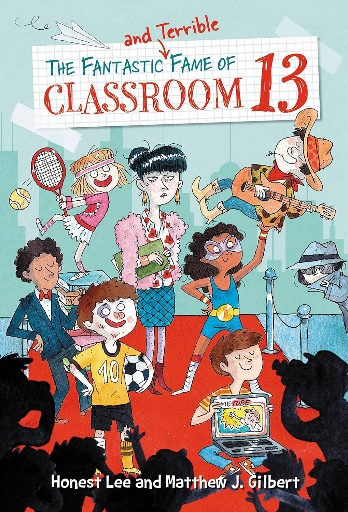 and Terrible
THE FANTASTIC FAME OF
CLASSROOM 13
10
Honest Lee and Matthew J. Gilbert